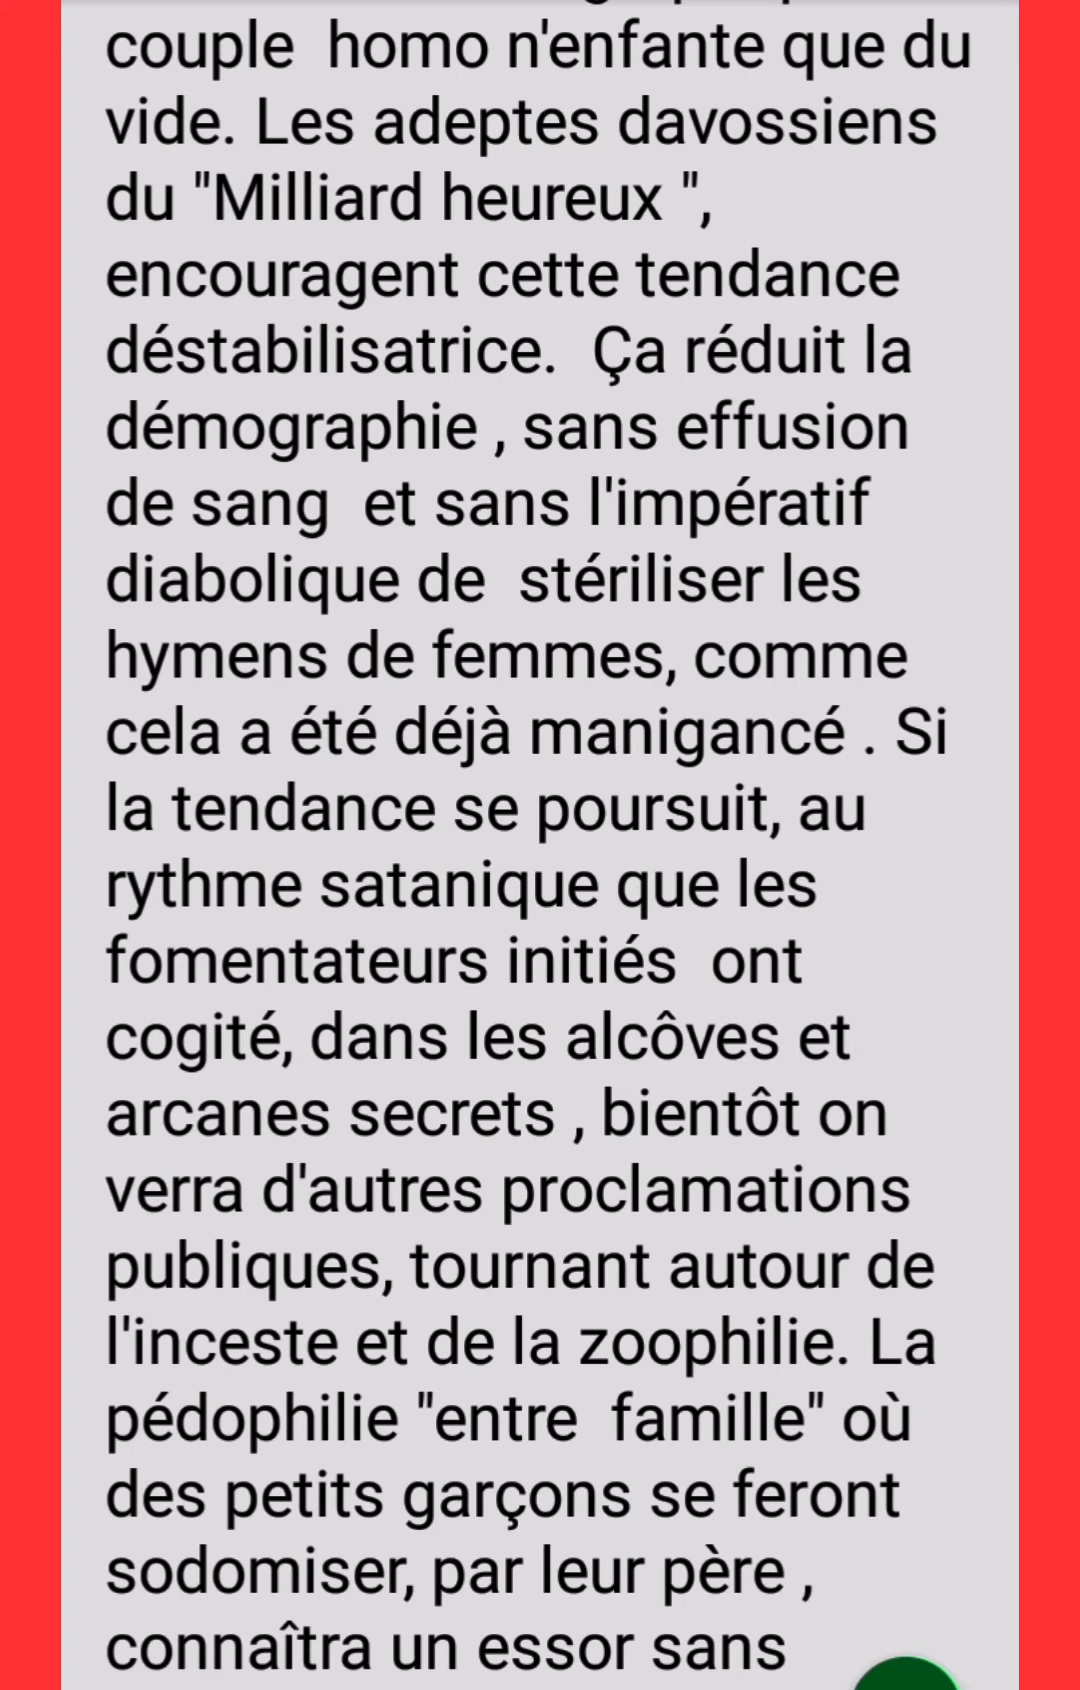 couple  homo n'enfante que du
vide. Les adeptes davossiens
du "Milliard heureux ",
encouragent cette tendance
déstabilisatrice.  Ça réduit la
démographie , sans effusion
de sang  et sans l'impératif
diabolique de  stériliser les
hymens de femmes, comme
cela a été déjà manigancé . Si
la tendance se poursuit, au
rythme satanique que les
fomentateurs initiés  ont
cogité, dans les alcôves et
arcanes secrets , bientôt on
verra d'autres proclamations
publiques, tournant autour de
l'inceste et de la zoophilie. La
pédophilie "entre  famille" où
des petits garçons se feront
sodomiser, par leur père ,
connaîtra un essor sans